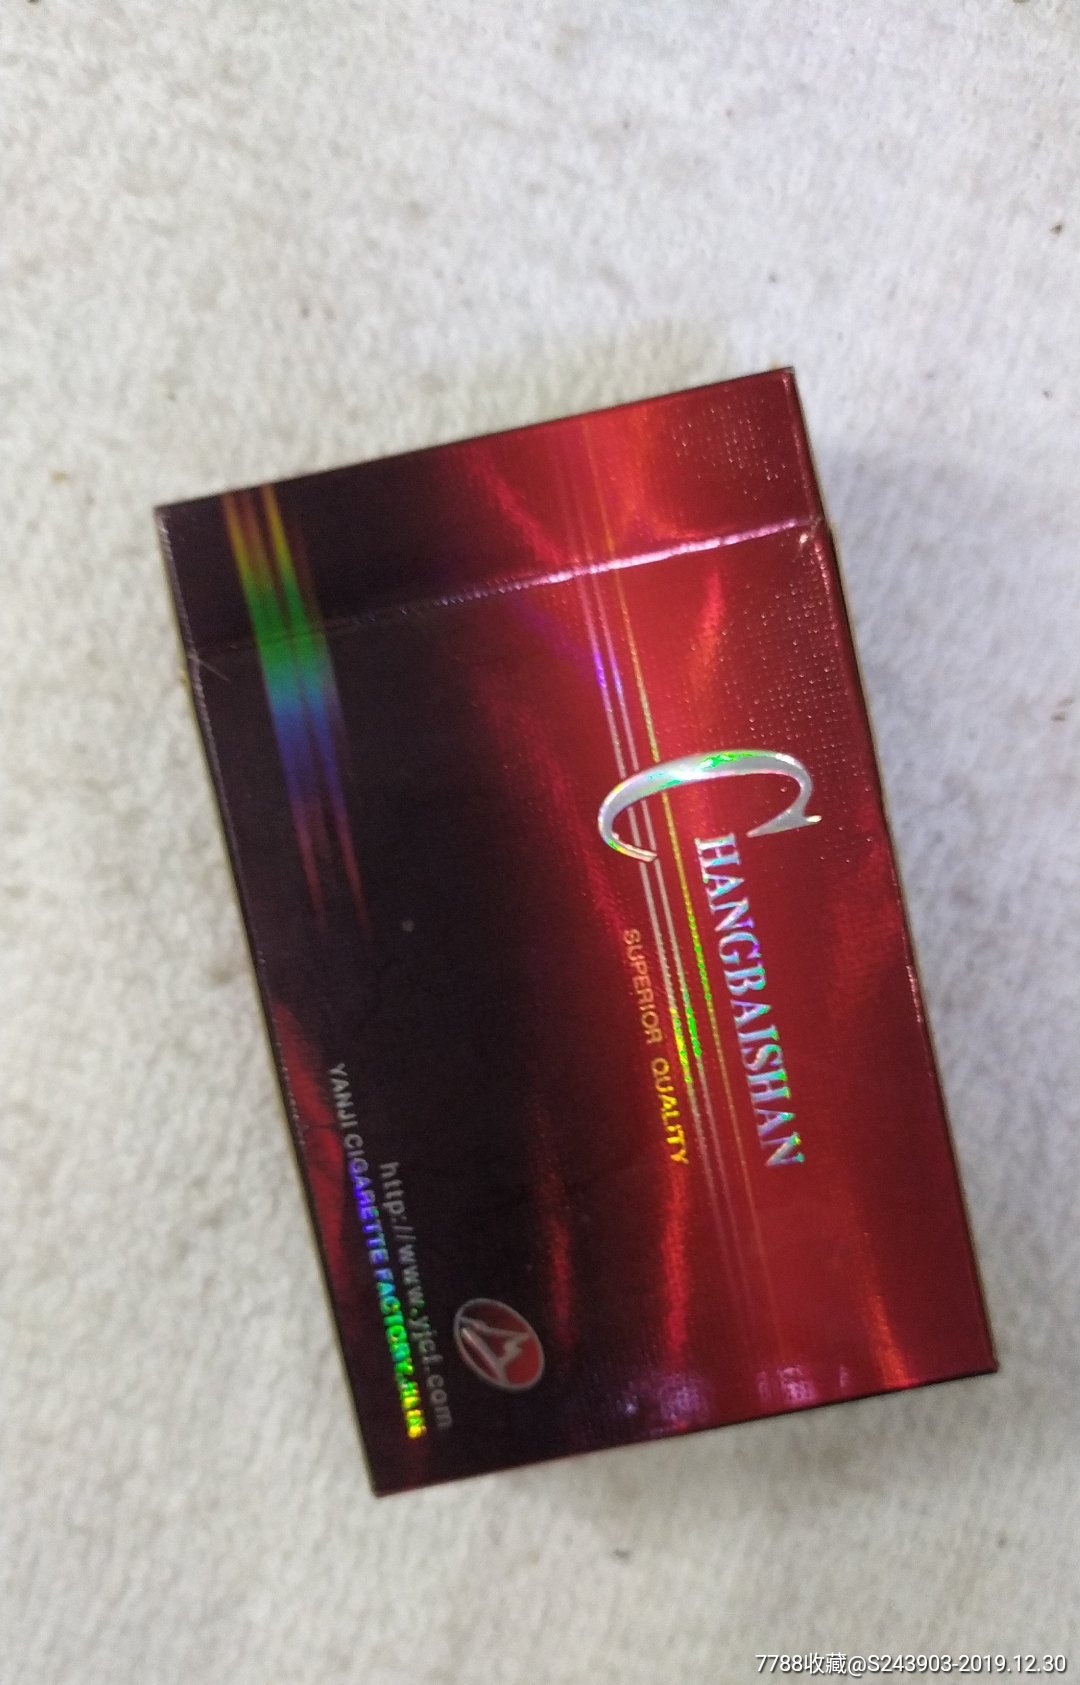 CHANGBAISHAN
SUPERIOR QUALITY
http://www.yjcf.com
YANJI CIGARETTE FACTORY,JILIN
7788收藏@S243903-2019.12.30